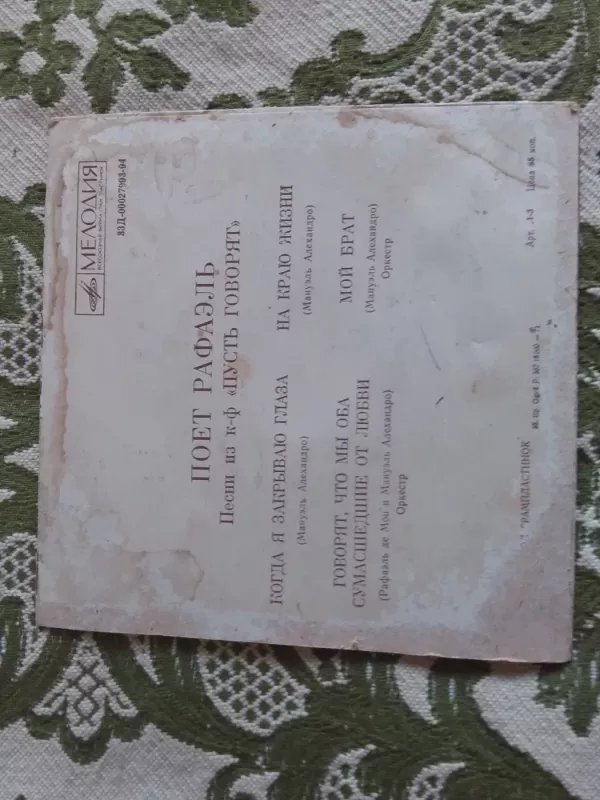 МЕЛОДИЯ
33Д-00027993-94
ПОЕТ РАФАЭЛЬ
Песни из к-ф «ПУСТЬ ГОВОРЯТ»
КОГДА Я ЗАКРЫВАЮ ГЛАЗА
(Мануэль Алехандро)
ГОВОРЯТ, ЧТО МЫ ОБА
СУМАСШЕДШИЕ ОТ ЛЮБВИ
(Рафаэль де Мои и Мануэль Алехандро)
Оркестр
НА КРАЮ ЖИЗНИ
(Мануэль Алехандро)
МОЙ БРАТ
(Мануэль Алехандро)
Оркестр
ГРАМПЛАСТИНОК
Арт. Цена коп.